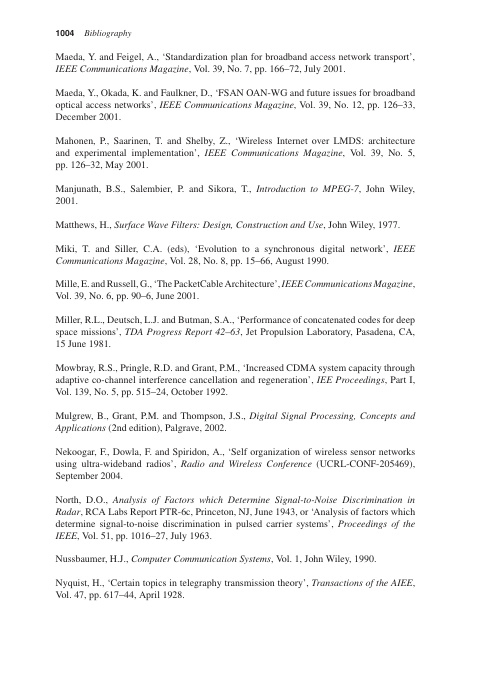 1004 Bibliography
Maeda, Y. and Feigel, A., ‘Standardization plan for broadband access network transport’,
IEEE Communications Magazine, Vol. 39, No. 7, pp. 166–72, July 2001.
Maeda, Y., Okada, K. and Faulkner, D., ‘FSAN OAN-WG and future issues for broadband
optical access networks’, IEEE Communications Magazine, Vol. 39, No. 12, pp. 126–33,
December 2001.
Mahonen, P., Saarinen, T. and Shelby, Z., ‘Wireless Internet over LMDS: architecture
and experimental implementation’, IEEE Communications Magazine, Vol. 39, No. 5,
pp. 126–32, May 2001.
Manjunath, B.S., Salembier, P. and Sikora, T., Introduction to MPEG-7, John Wiley,
2001.
Matthews, H., Surface Wave Filters: Design, Construction and Use, John Wiley, 1977.
Miki, T. and Siller, C.A. (eds), ‘Evolution to a synchronous digital network’, IEEE
Communications Magazine, Vol. 28, No. 8, pp. 15–66, August 1990.
Mille, E. and Russell, G., ‘The PacketCable Architecture’, IEEE Communications Magazine,
Vol. 39, No. 6, pp. 90–6, June 2001.
Miller, R.L., Deutsch, L.J. and Butman, S.A., ‘Performance of concatenated codes for deep
space missions’, TDA Progress Report 42–63, Jet Propulsion Laboratory, Pasadena, CA,
15 June 1981.
Mowbray, R.S., Pringle, R.D. and Grant, P.M., ‘Increased CDMA system capacity through
adaptive co-channel interference cancellation and regeneration’, IEE Proceedings, Part I,
Vol. 139, No. 5, pp. 515–24, October 1992.
Mulgrew, B., Grant, P.M. and Thompson, J.S., Digital Signal Processing, Concepts and
Applications (2nd edition), Palgrave, 2002.
Nekoogar, F., Dowla, F. and Spiridon, A., ‘Self organization of wireless sensor networks
using ultra-wideband radios’, Radio and Wireless Conference (UCRL-CONF-205469),
September 2004.
North, D.O., Analysis of Factors which Determine Signal-to-Noise Discrimination in
Radar, RCA Labs Report PTR-6c, Princeton, NJ, June 1943, or ‘Analysis of factors which
determine signal-to-noise discrimination in pulsed carrier systems’, Proceedings of the
IEEE, Vol. 51, pp. 1016–27, July 1963.
Nussbaumer, H.J., Computer Communication Systems, Vol. 1, John Wiley, 1990.
Nyquist, H., ‘Certain topics in telegraphy transmission theory’, Transactions of the AIEE,
Vol. 47, pp. 617–44, April 1928.